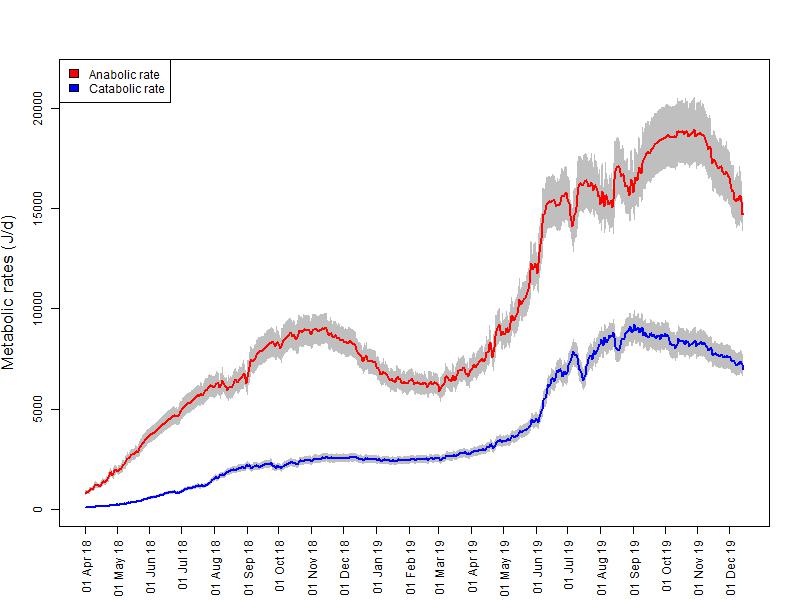 Anabolic rate
Catabolic rate
Metabolic rates (J/d)
20000
15000
10000
5000
0
01 Apr 18
01 May 18
01 Jun 18
01 Jul 18
01 Aug 18
01 Sep 18
01 Oct 18
01 Nov 18
01 Dec 18
01 Jan 19
01 Feb 19
01 Mar 19
01 Apr 19
01 May 19
01 Jun 19
01 Jul 19
01 Aug 19
01 Sep 19
01 Oct 19
01 Nov 19
01 Dec 19